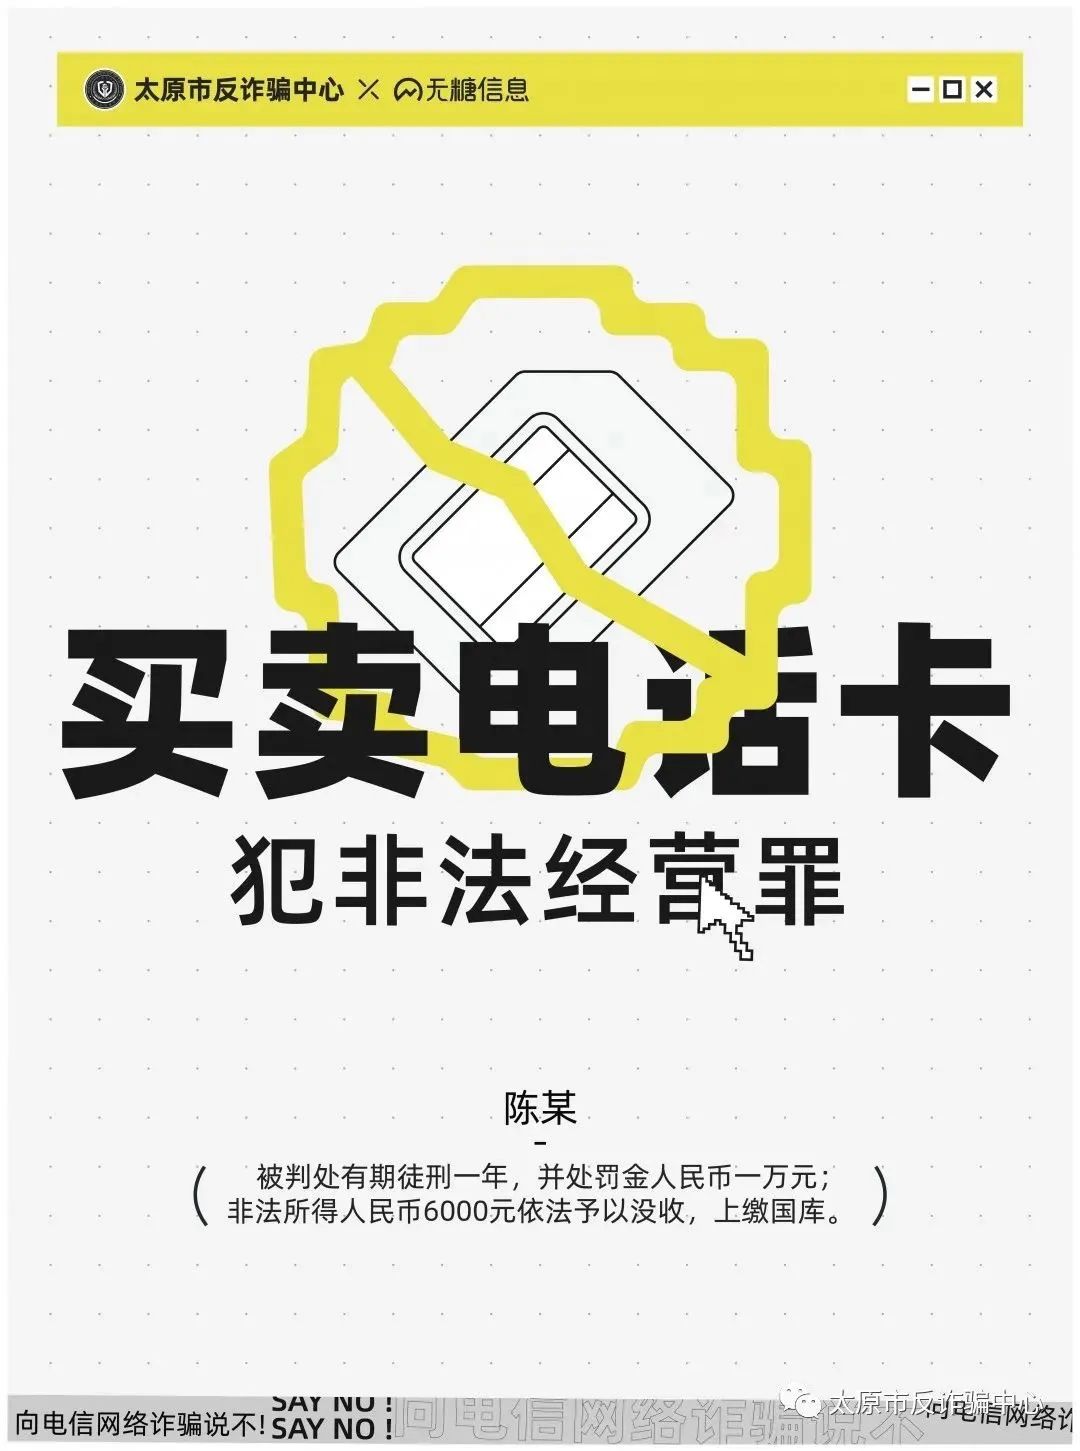 太原市反诈骗中心 × 无糖信息
买卖电话卡
犯非法经营罪
陈某
-
（被判处有期徒刑一年，并处罚金人民币一万元；
非法所得人民币6000元依法予以没收，上缴国库。）
向电信网络诈骗说不!
SAY NO !
SAY NO !
向电信网络诈骗说不
太原市反诈骗中心
向电信网络诈